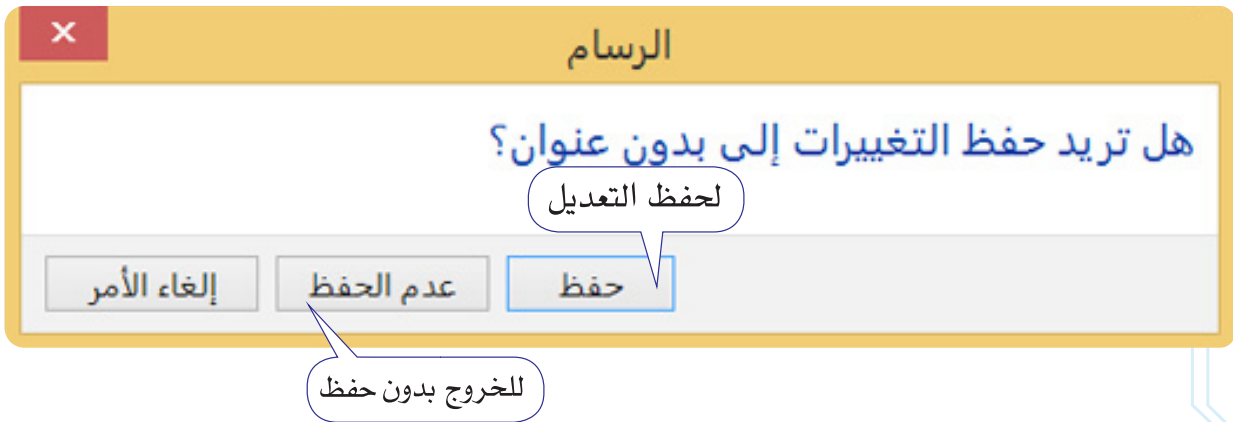 الرسام
هل تريد حفظ التغييرات إلى بدون عنوان؟
لحفظ التعديل
حفظ
عدم الحفظ
إلغاء الأمر
للخروج بدون حفظ